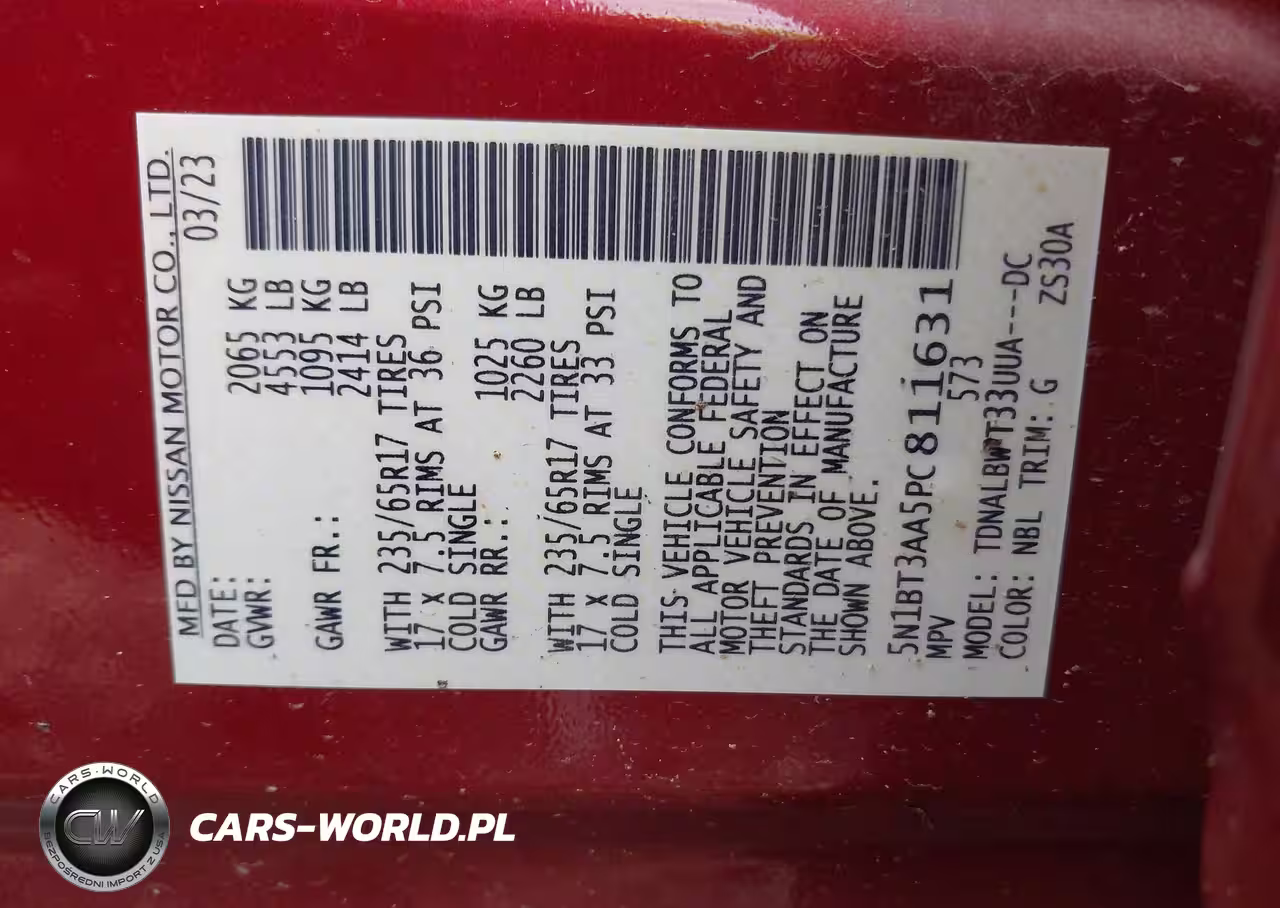 MFD BY NISSAN MOTOR CO., LTD.
DATE: 03/23
GVWR: 2065 KG
4553 LB
GAWR FR.: 1095 KG
2414 LB
WITH 235/65R17 TIRES
17 X 7.5 RIMS AT 36 PSI
COLD SINGLE
GAWR RR.: 1025 KG
2260 LB
WITH 235/65R17 TIRES
17 X 7.5 RIMS AT 33 PSI
COLD SINGLE
THIS VEHICLE CONFORMS TO
ALL APPLICABLE FEDERAL
MOTOR VEHICLE SAFETY AND
THEFT PREVENTION
STANDARDS IN EFFECT ON
THE DATE OF MANUFACTURE
SHOWN ABOVE.
5N1BT3AA5PC811631
MPV 573
MODEL: TDNALBWT33UUA---DC
COLOR: NBL TRIM: G ZS30A
CARS-WORLD
CW
BEZPOŚREDNI IMPORT Z USA
CARS-WORLD.PL